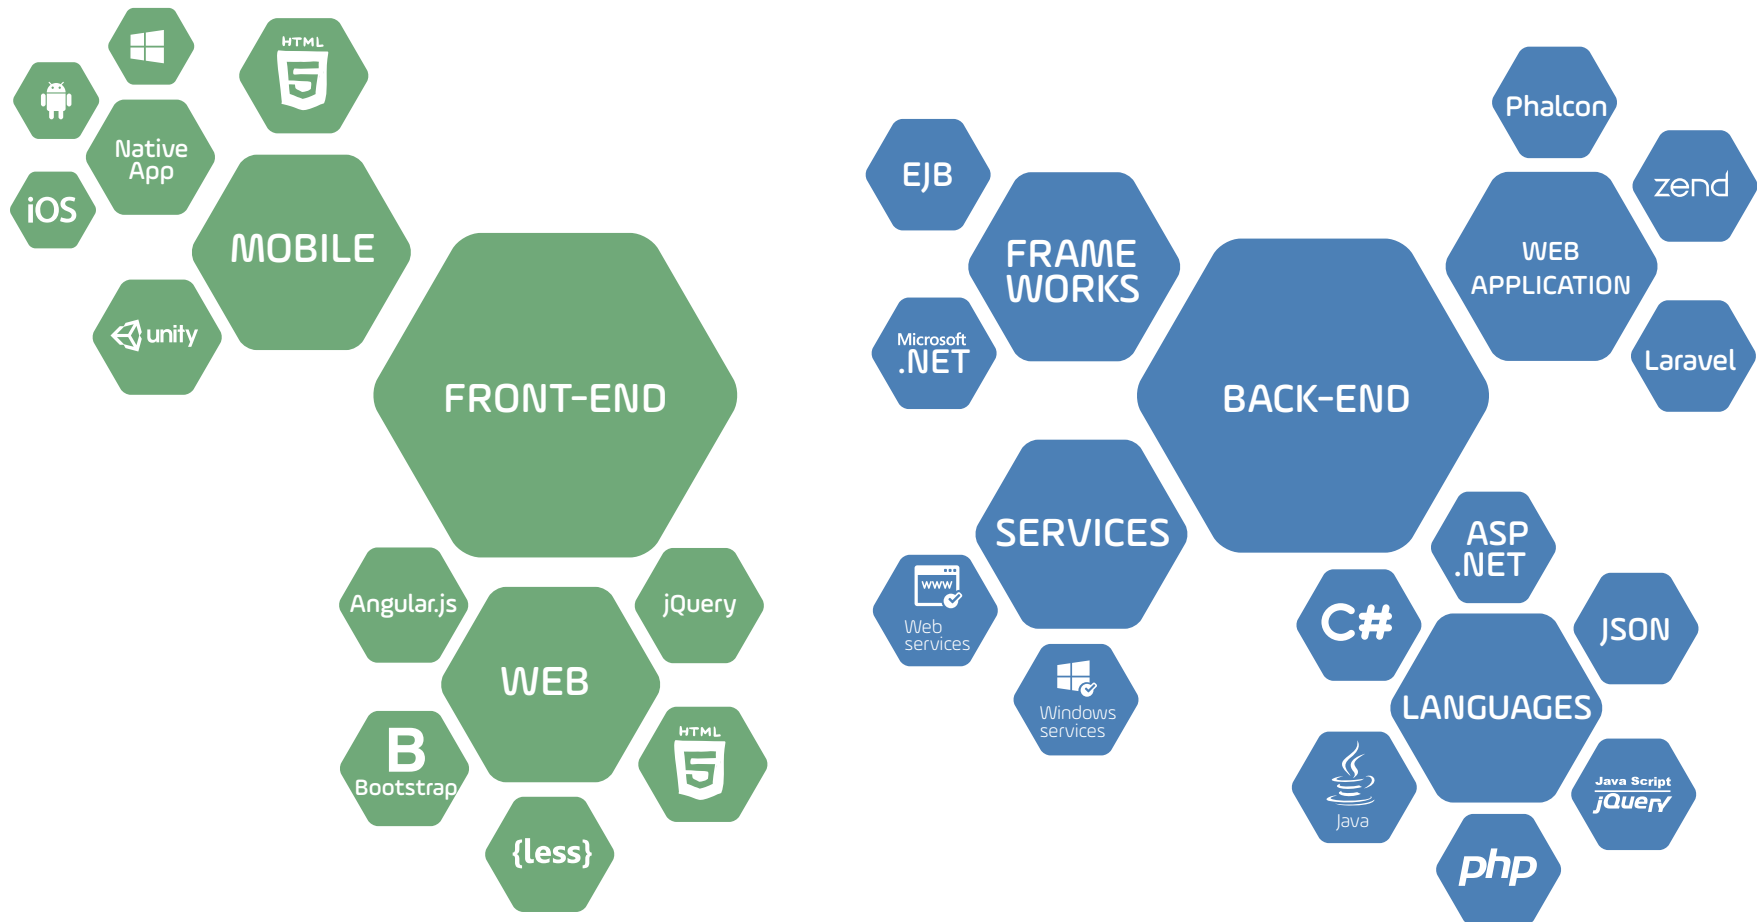 HTML
5
Native
App
iOS
MOBILE
unity
FRONT-END
Angular.js
jQuery
WEB
B
Bootstrap
HTML
5
{less}
Phalcon
EJB
zend
FRAME
WORKS
WEB
APPLICATION
Microsoft
.NET
Laravel
BACK-END
SERVICES
ASP
.NET
www
Web
services
C#
JSON
Windows
services
LANGUAGES
Java
Java Script
jQuery
php